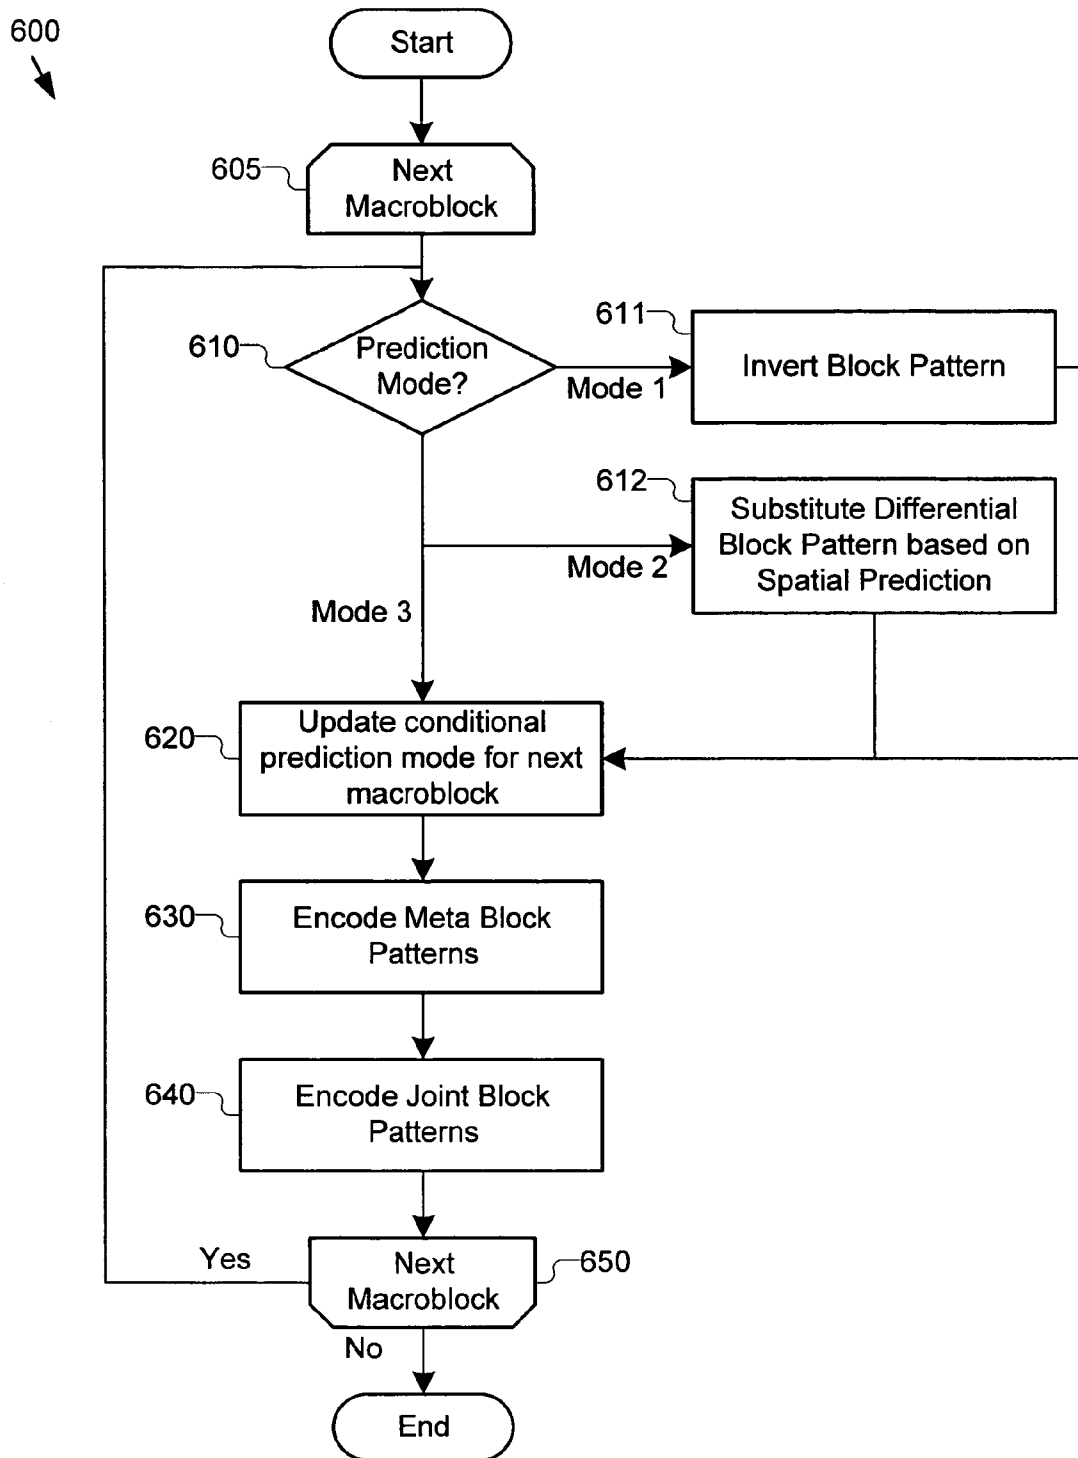 600
Start
605
Next
Macroblock
610
Prediction
Mode?
Mode 1
611
Invert Block Pattern
612
Substitute Differential
Block Pattern based on
Spatial Prediction
Mode 2
Mode 3
620
Update conditional
prediction mode for next
macroblock
630
Encode Meta Block
Patterns
640
Encode Joint Block
Patterns
Yes
Next
Macroblock
650
No
End